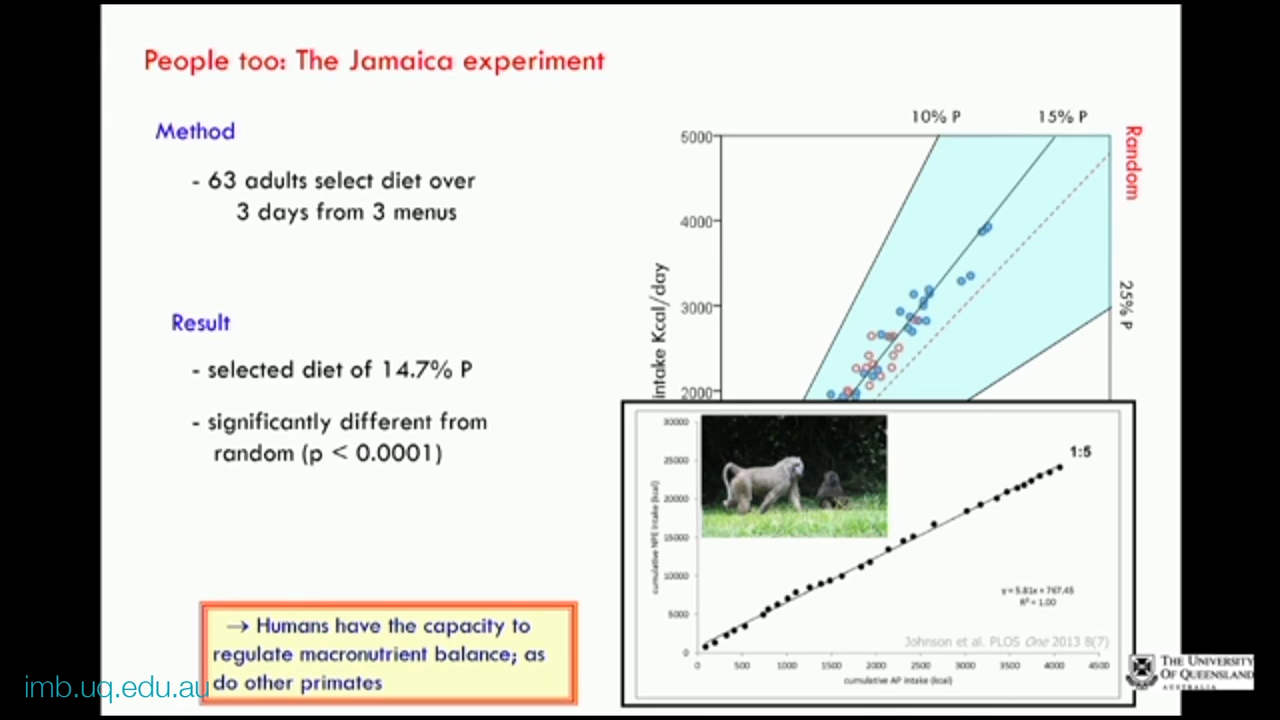 People too: The Jamaica experiment
Method
- 63 adults select diet over
3 days from 3 menus
Result
- selected diet of 14.7% P
- significantly different from
random (p < 0.0001)
→ Humans have the capacity to
regulate macronutrient balance; as
do other primates
imb.uq.edu.au
10% P
15% P
Random
25% P
5000
4000
3000
2000
intake Kcal/day
30000
25000
20000
15000
10000
5000
0
cumulative NPE intake (kcal)
1:5
y = 5.81x + 767.45
R² = 1.00
Johnson et al. PLOS One 2013 8(7)
0 500 1000 1500 2000 2500 3000 3500 4000 4500
cumulative AP intake (kcal)
THE UNIVERSITY
OF QUEENSLAND
AUSTRALIA